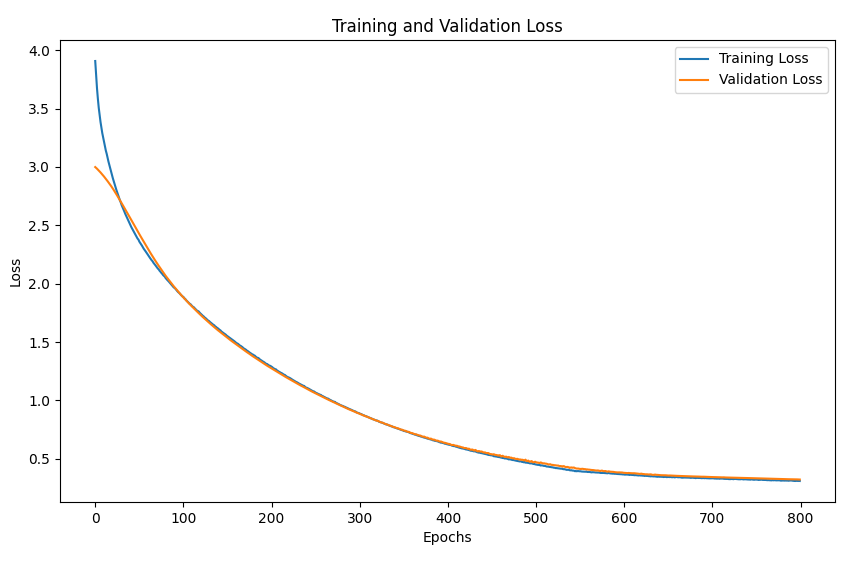 Training and Validation Loss
Training Loss
Validation Loss
4.0
3.5
3.0
2.5
2.0
1.5
1.0
0.5
Loss
0 100 200 300 400 500 600 700 800
Epochs